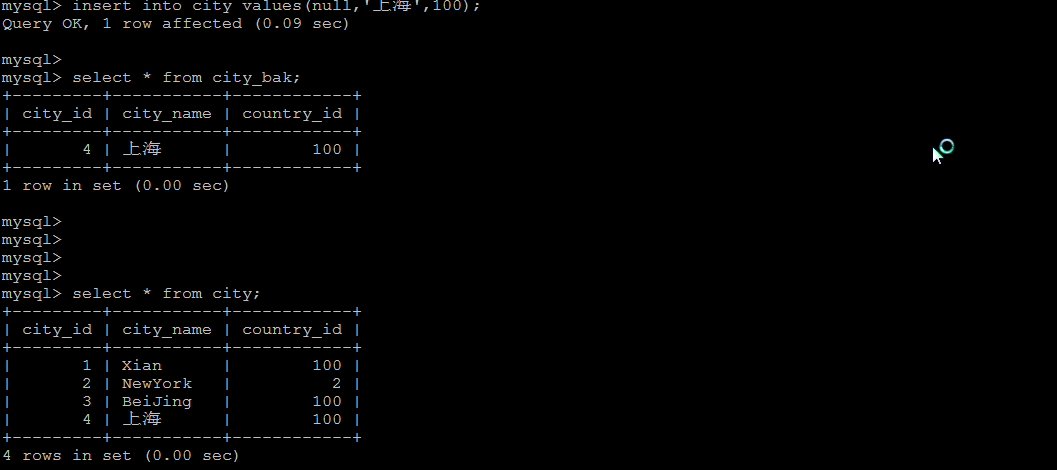 mysql> insert into city values(null,'上海',100);
Query OK, 1 row affected (0.09 sec)
mysql>
mysql> select * from city_bak;
+---------+-----------+------------+
| city_id | city_name | country_id |
+---------+-----------+------------+
|       4 | 上海      |        100 |
+---------+-----------+------------+
1 row in set (0.00 sec)
mysql>
mysql>
mysql>
mysql>
mysql> select * from city;
+---------+-----------+------------+
| city_id | city_name | country_id |
+---------+-----------+------------+
|       1 | Xian      |        100 |
|       2 | NewYork   |          2 |
|       3 | BeiJing   |        100 |
|       4 | 上海      |        100 |
+---------+-----------+------------+
4 rows in set (0.00 sec)